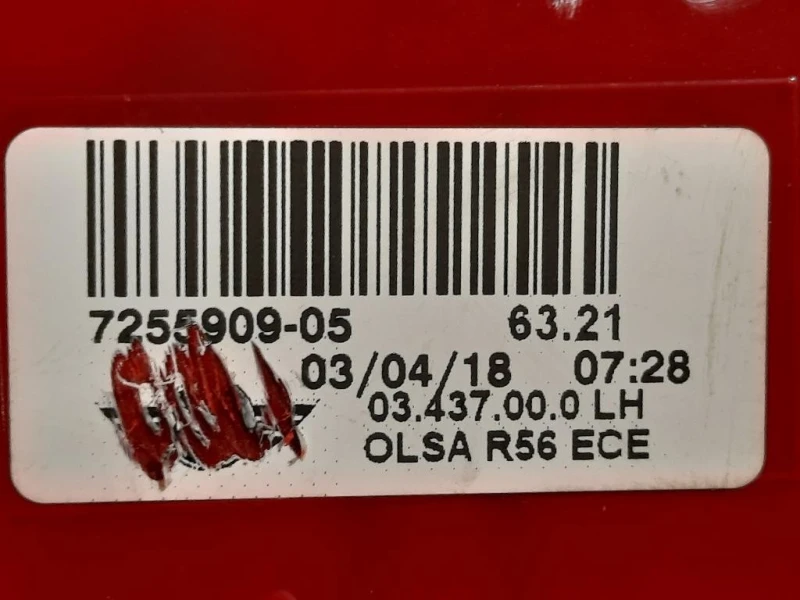 7255909-05 63.21
03/04/18 07:28
03.437.00.0 LH
OLSA R56 ECE